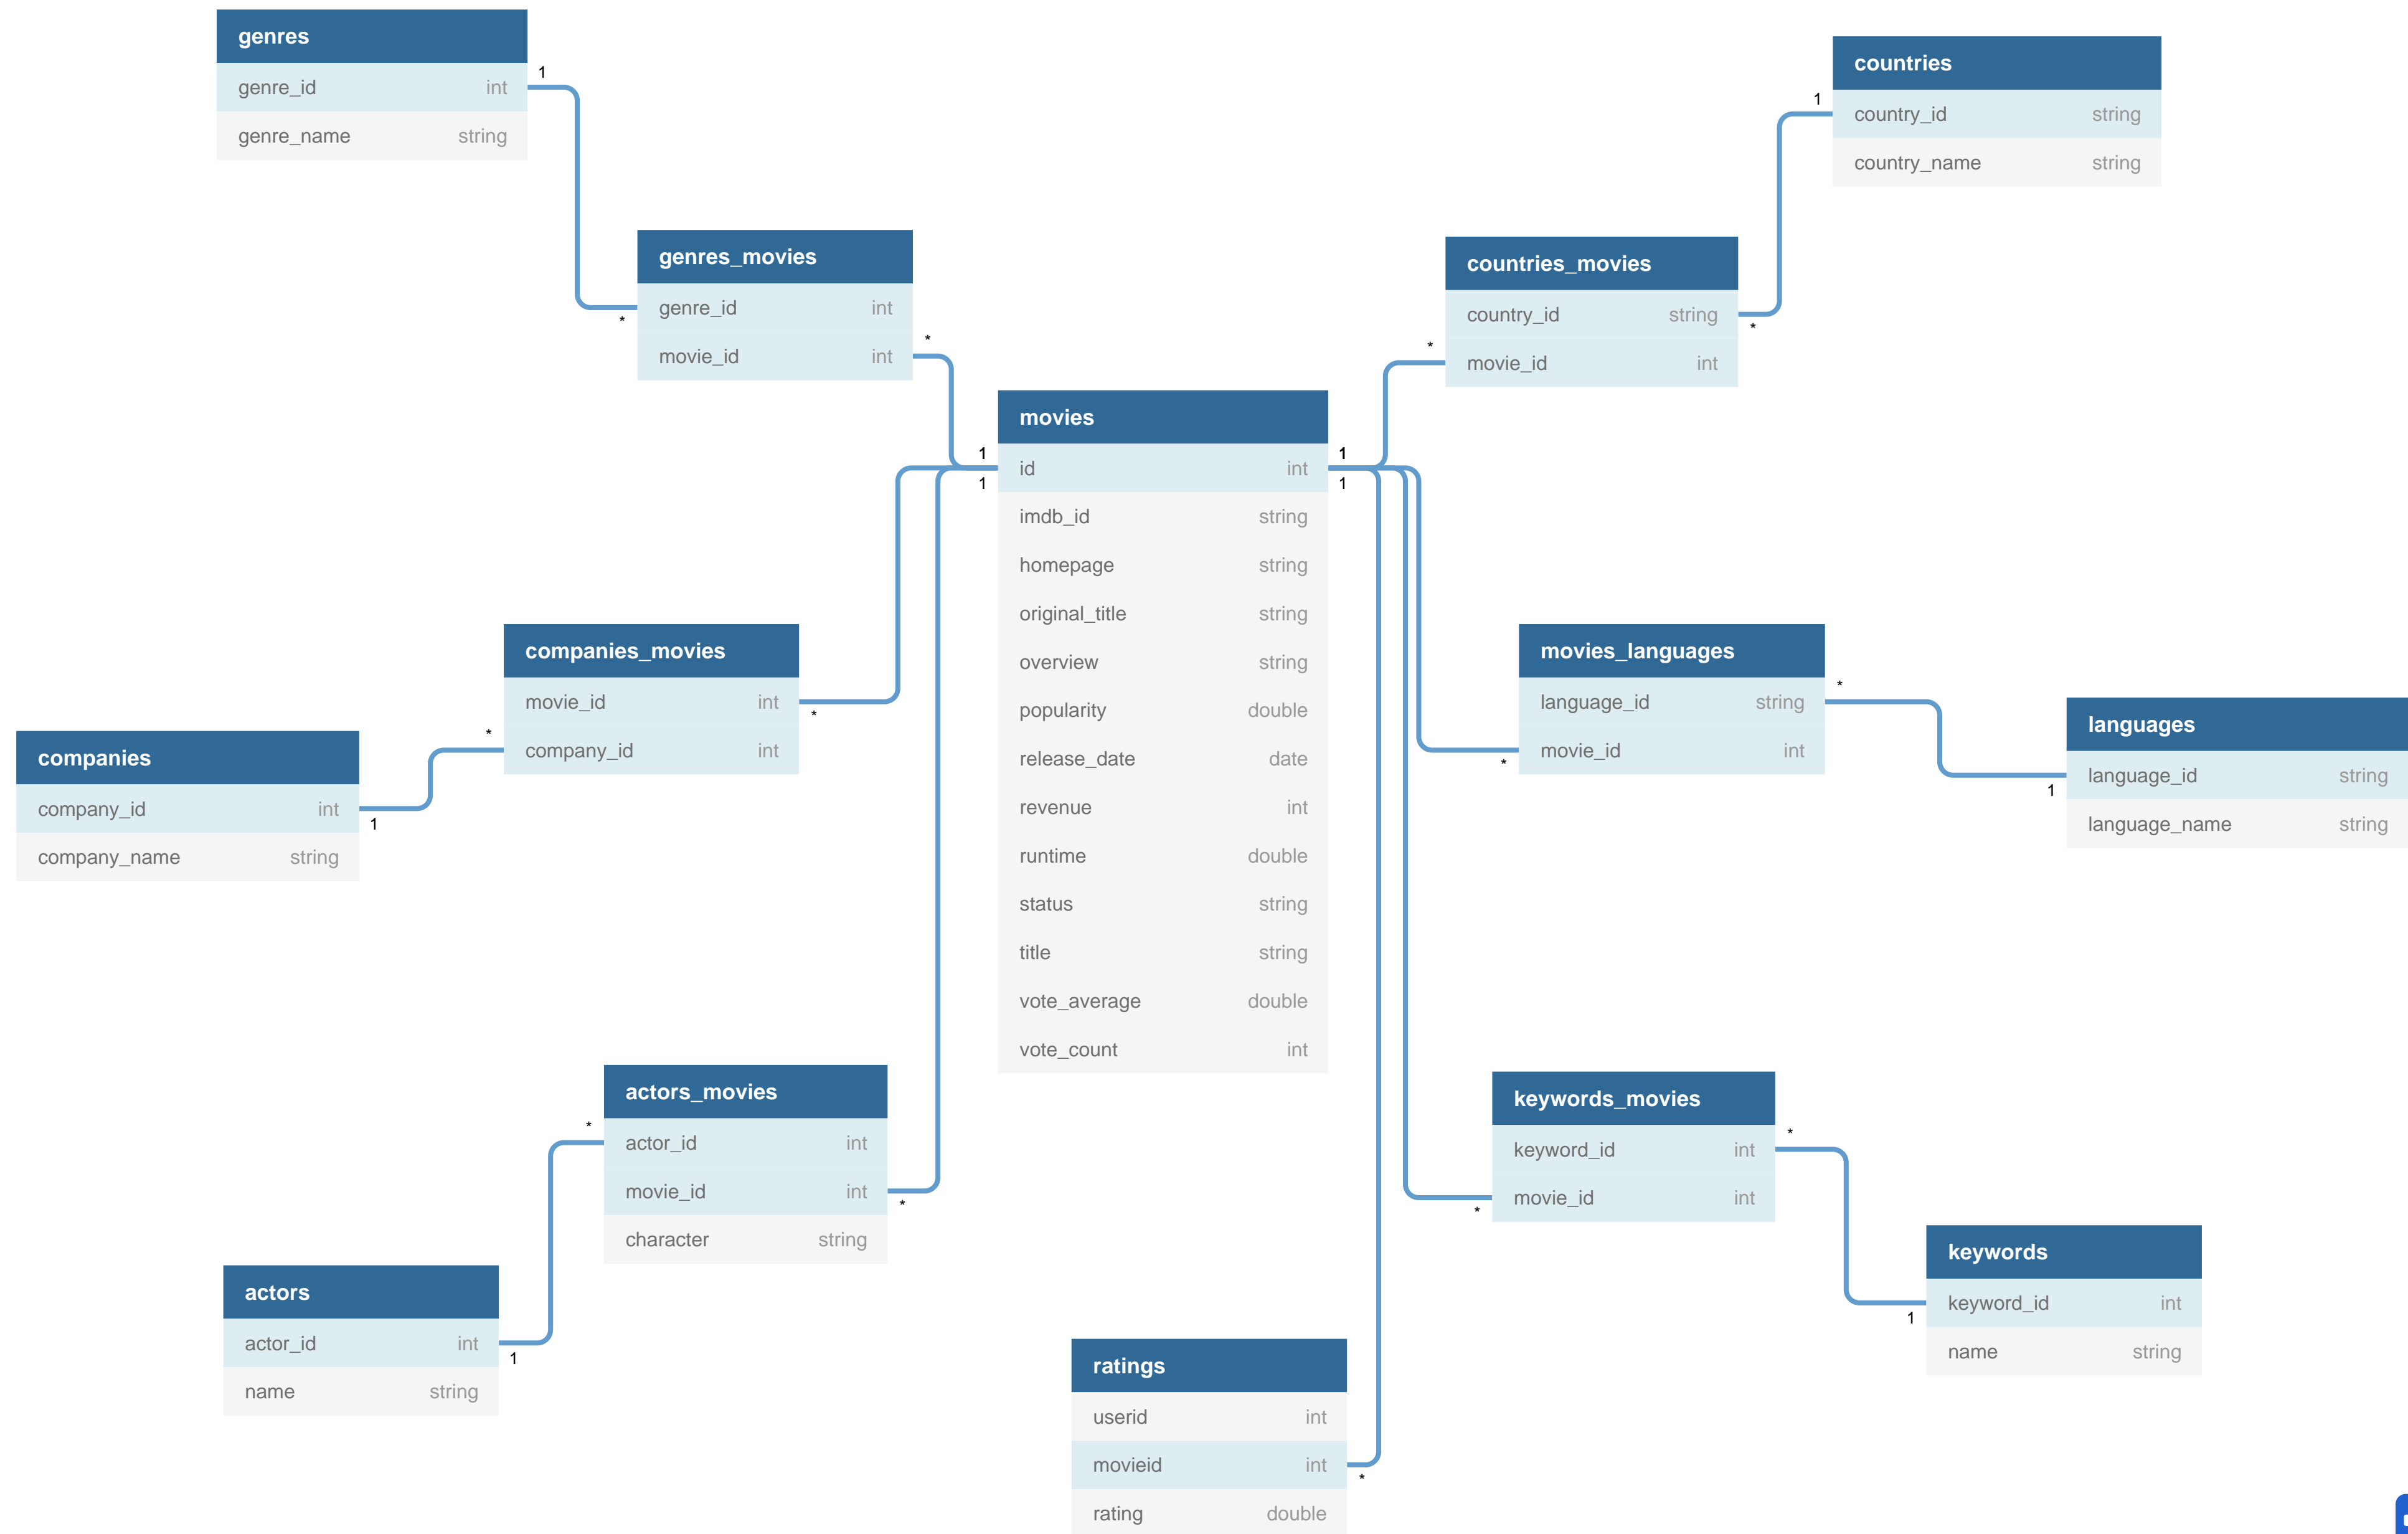 genres
genre_id int
genre_name string
1
*
countries
country_id string
country_name string
1
*
genres_movies
genre_id int
movie_id int
*
countries_movies
country_id string
movie_id int
*
movies
id int
imdb_id string
homepage string
original_title string
overview string
popularity double
release_date date
revenue int
runtime double
status string
title string
vote_average double
vote_count int
1
1
1
1
companies_movies
movie_id int
company_id int
*
*
companies
company_id int
company_name string
1
movies_languages
language_id string
movie_id int
*
*
languages
language_id string
language_name string
1
actors_movies
actor_id int
movie_id int
character string
*
*
actors
actor_id int
name string
1
keywords_movies
keyword_id int
movie_id int
*
*
keywords
keyword_id int
name string
1
ratings
userid int
movieid int
rating double
*